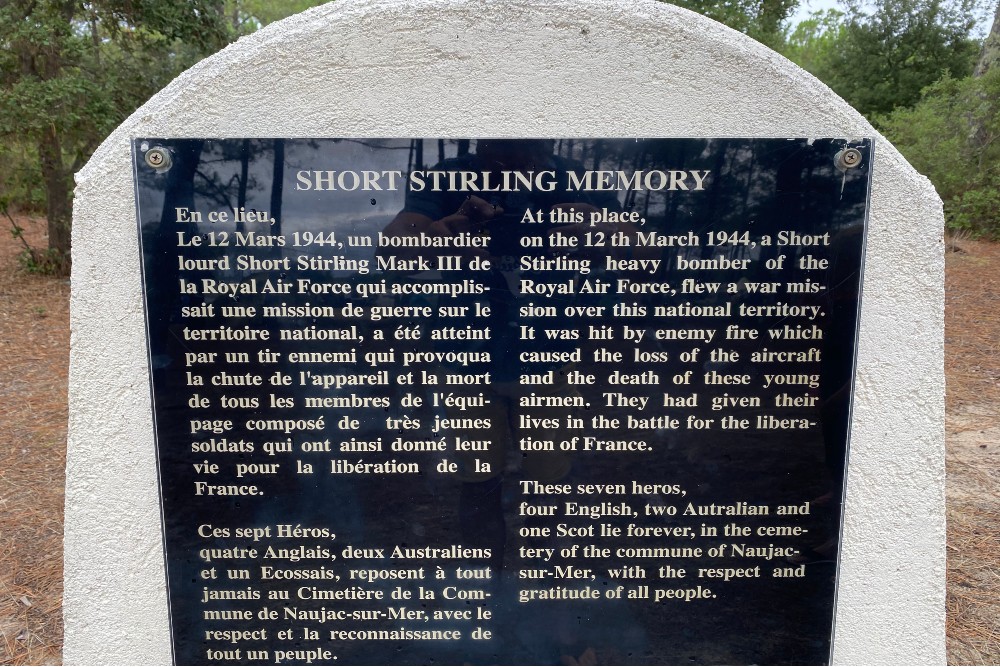 SHORT STIRLING MEMORY
En ce lieu,
Le 12 Mars 1944, un bombardier
lourd Short Stirling Mark III de
la Royal Air Force qui accomplis-
sait une mission de guerre sur le
territoire national, a été atteint
par un tir ennemi qui provoqua
la chute de l'appareil et la mort
de tous les membres de l'équi-
page composé de très jeunes
soldats qui ont ainsi donné leur
vie pour la libération de la
France.
Ces sept Héros,
quatre Anglais, deux Australiens
et un Ecossais, reposent à tout
jamais au Cimetière de la Com-
mune de Naujac-sur-Mer, avec le
respect et la reconnaissance de
tout un peuple.
At this place,
on the 12 th March 1944, a Short
Stirling heavy bomber of the
Royal Air Force, flew a war mis-
sion over this national territory.
It was hit by enemy fire which
caused the loss of the aircraft
and the death of these young
airmen. They had given their
lives in the battle for the libera-
tion of France.
These seven heros,
four English, two Autralian and
one Scot lie forever, in the ceme-
tery of the commune of Naujac-
sur-Mer, with the respect and
gratitude of all people.